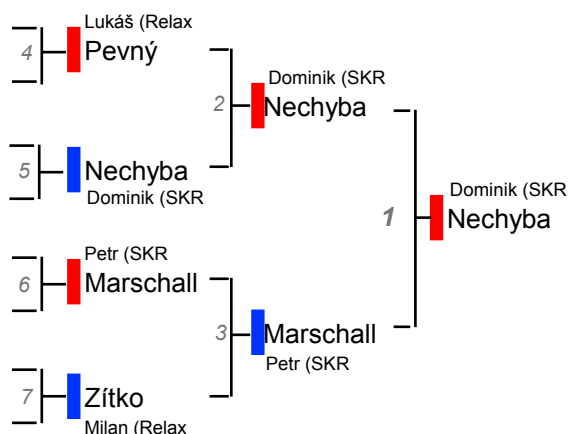 Lukáš (Relax
4
Pevný
Dominik (SKR
2
Nechyba
5
Nechyba
Dominik (SKR
Dominik (SKR
1
Nechyba
Petr (SKR
6
Marschall
3
Marschall
Petr (SKR
7
Zítko
Milan (Relax